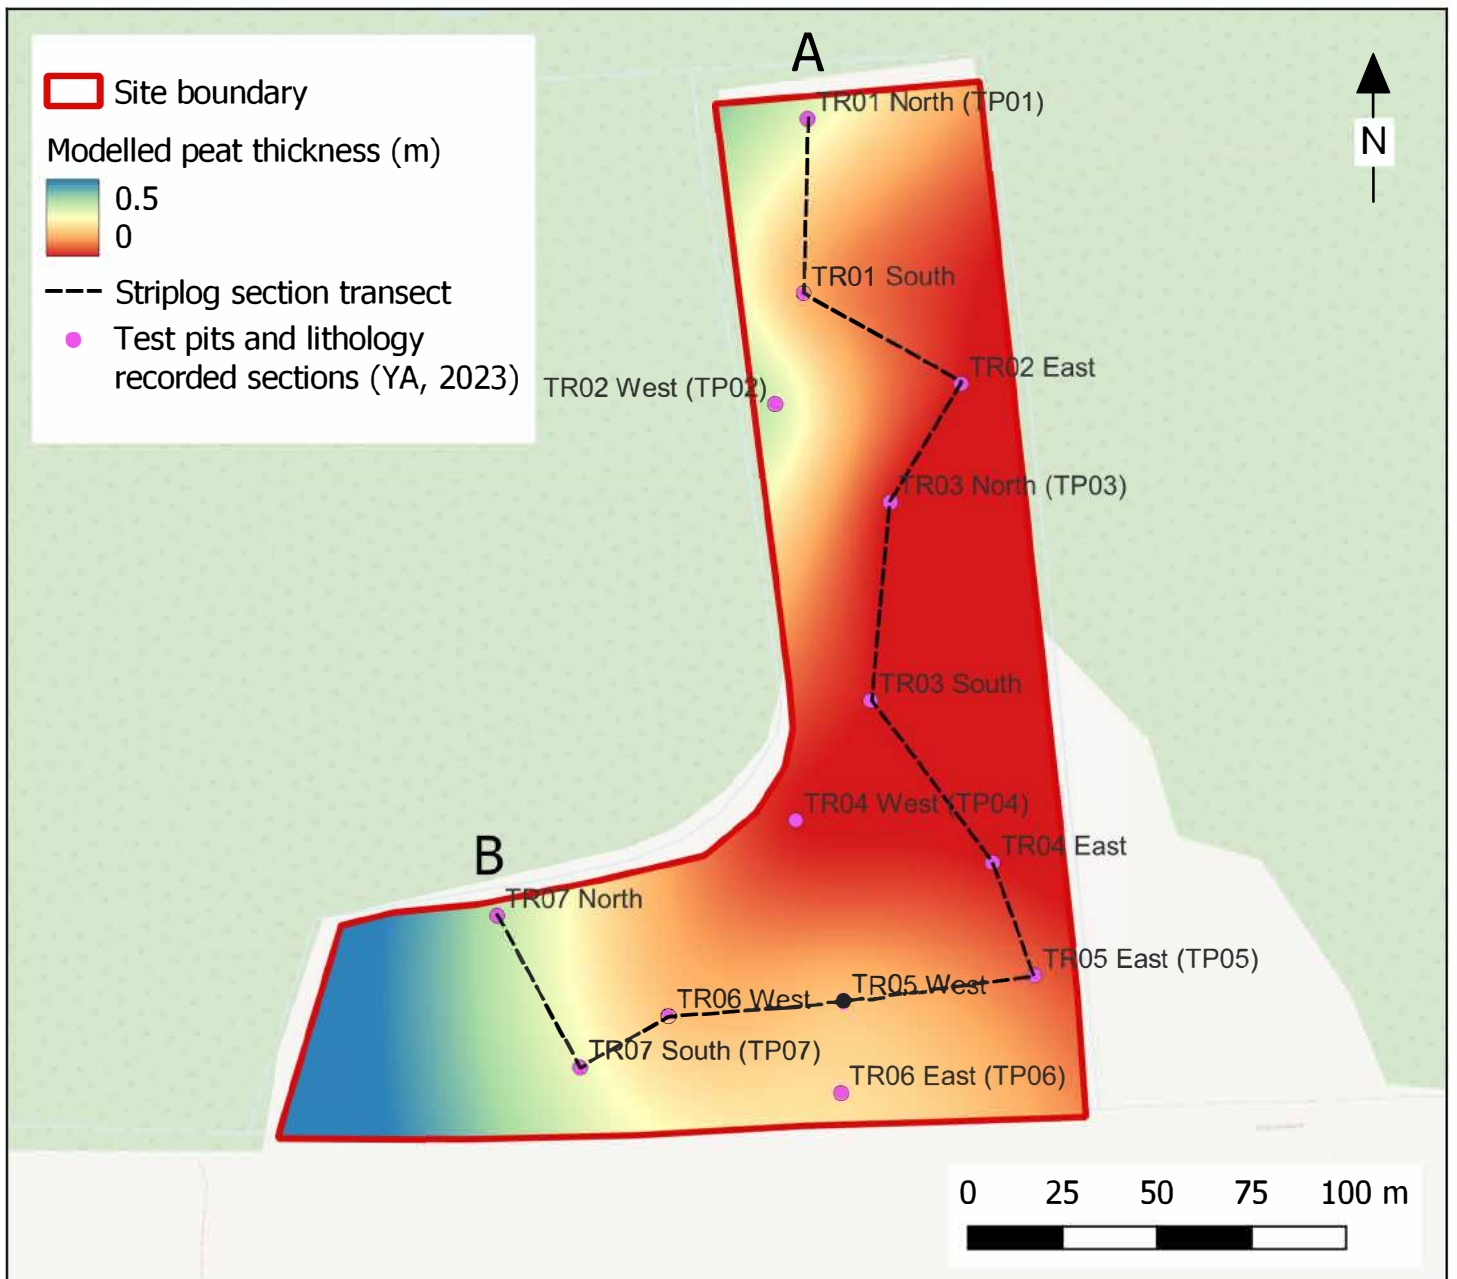 A
Site boundary
Modelled peat thickness (m)
0.5
0
Striplog section transect
Test pits and lithology
recorded sections (YA, 2023)
N
TR01 North (TP01)
TR01 South
TR02 East
TR02 West (TP02)
TR03 North (TP03)
TR03 South
TR04 West (TP04)
TR04 East
B
TR07 North
TR05 East (TP05)
TR05 West
TR06 West
TR07 South (TP07)
TR06 East (TP06)
0 25 50 75 100 m